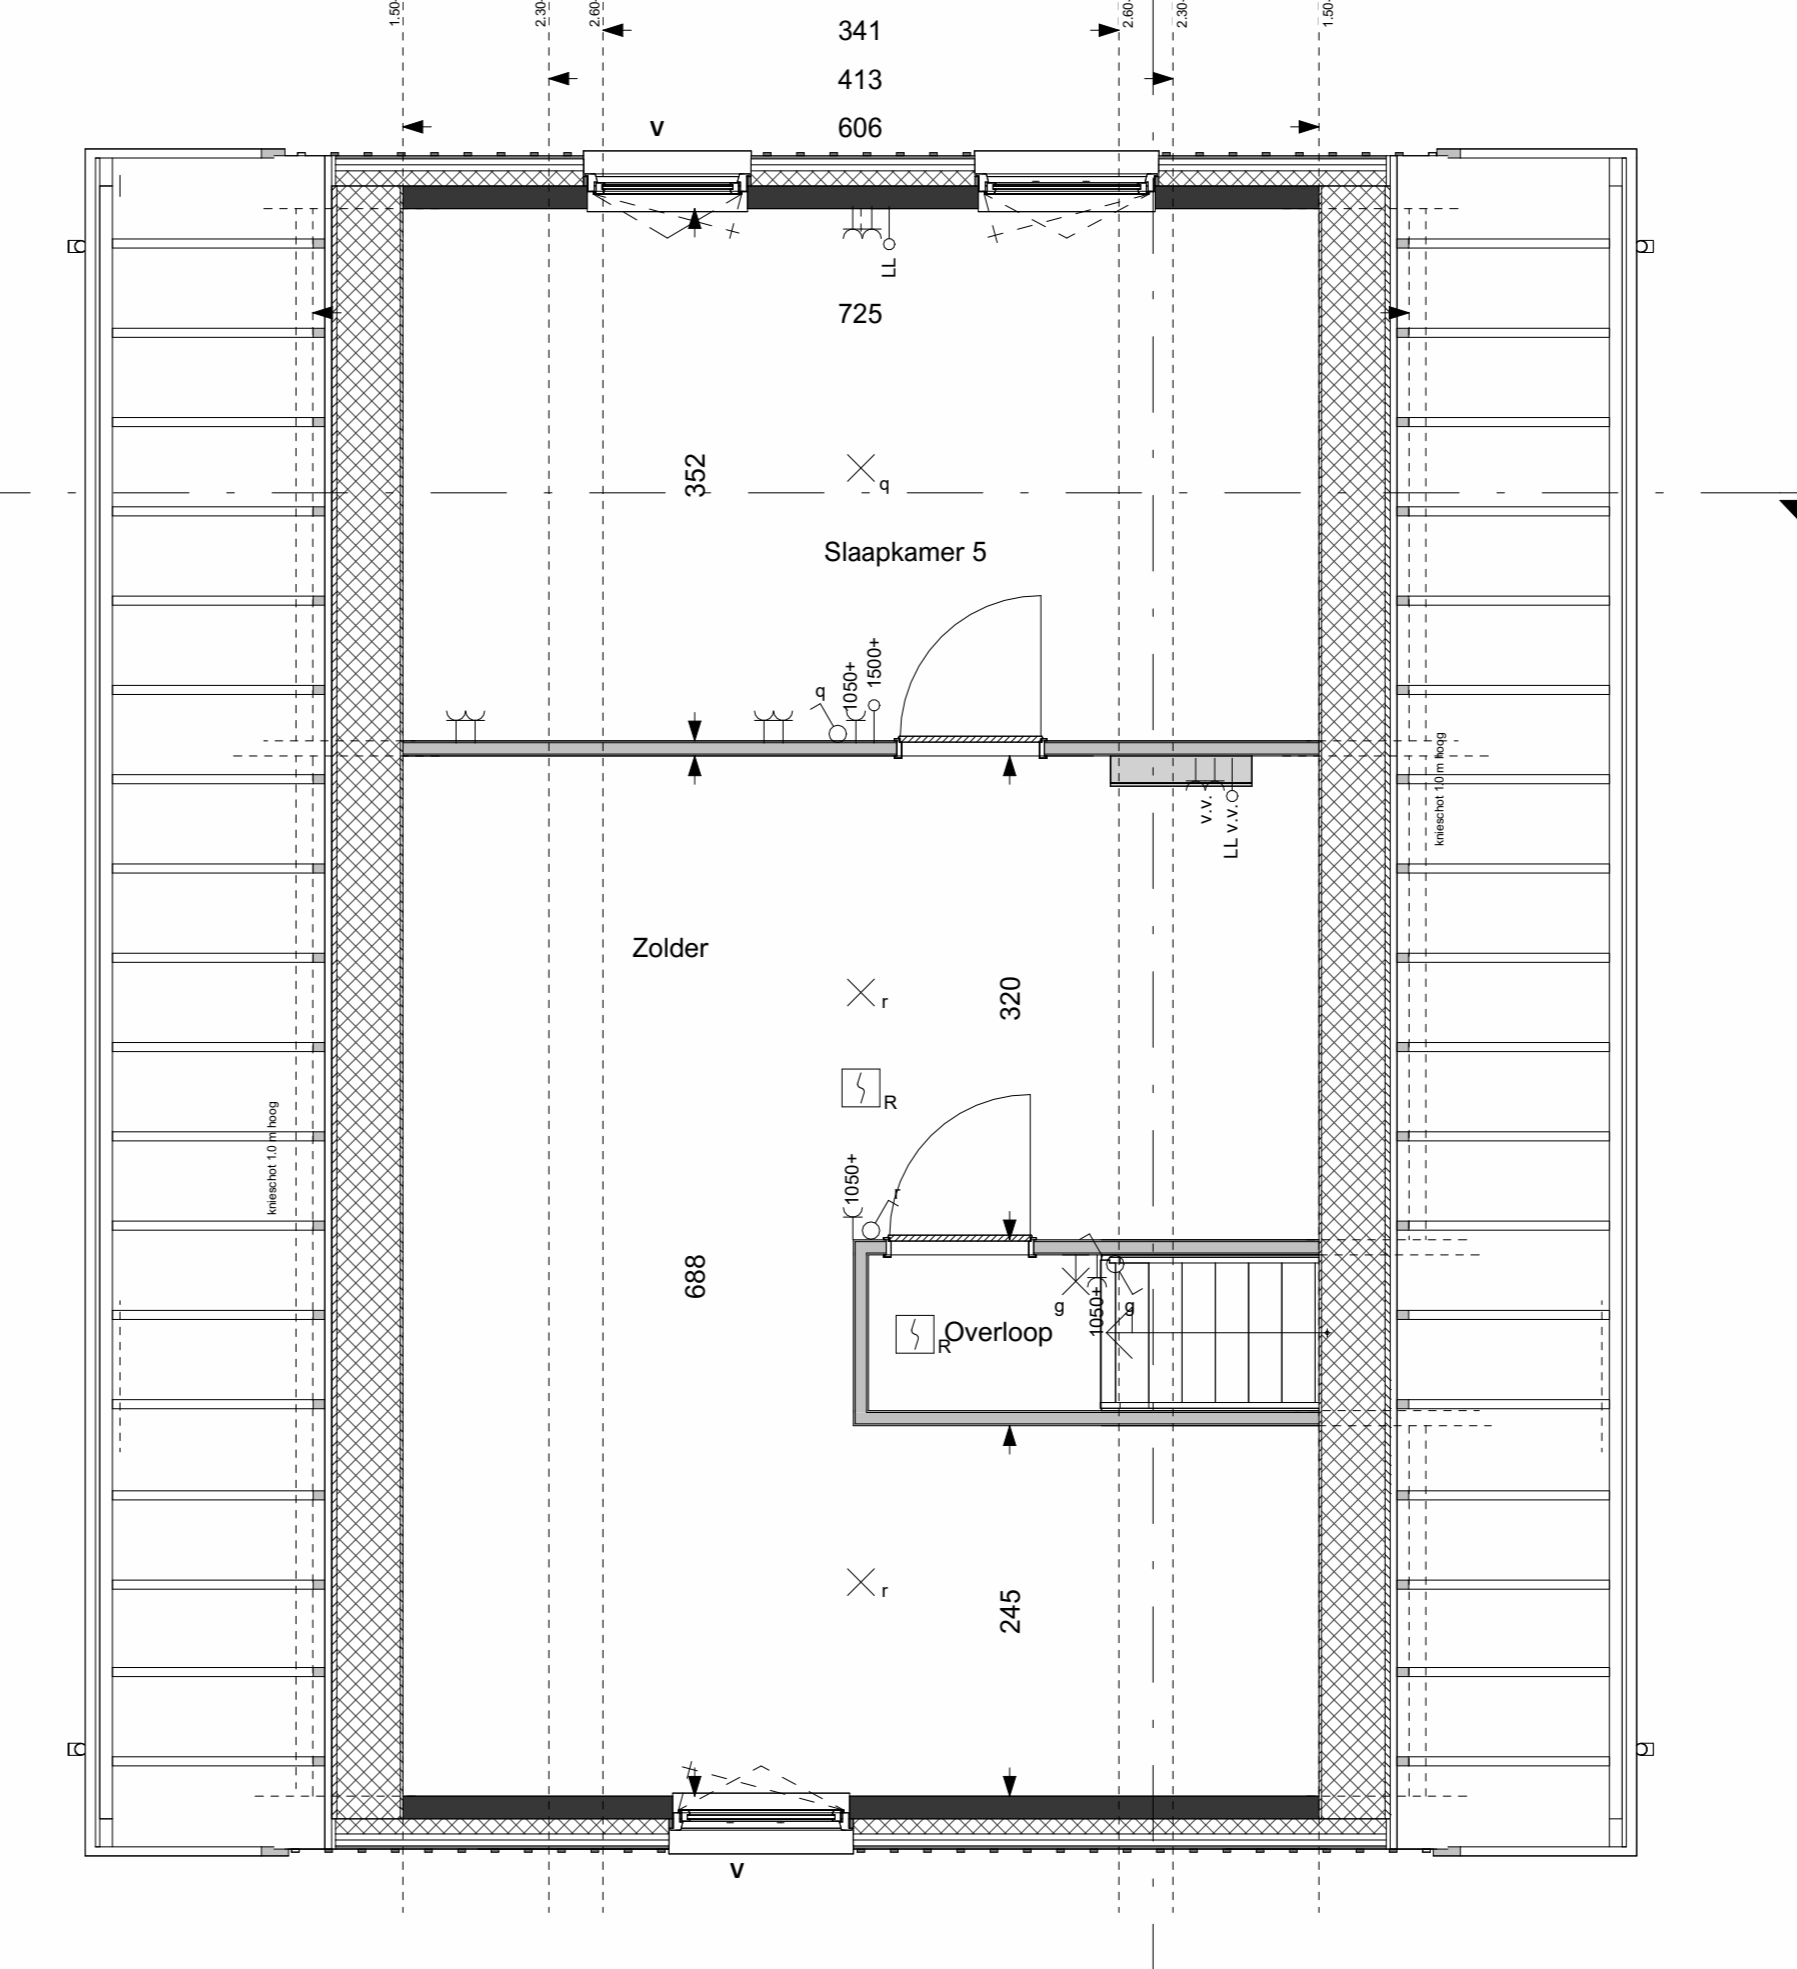 1.50-
2.30-
2.60-
341
2.60-
2.30-
1.50-
413
V
606
LL
725
352
q
Slaapkamer 5
q
1050+
1500+
knieschot 1.0 m hoog
v.v.
LL v.v.
Zolder
r
320
R
knieschot 1.0 m hoog
1050+
r
688
g
1050+
g
R
Overloop
r
245
V